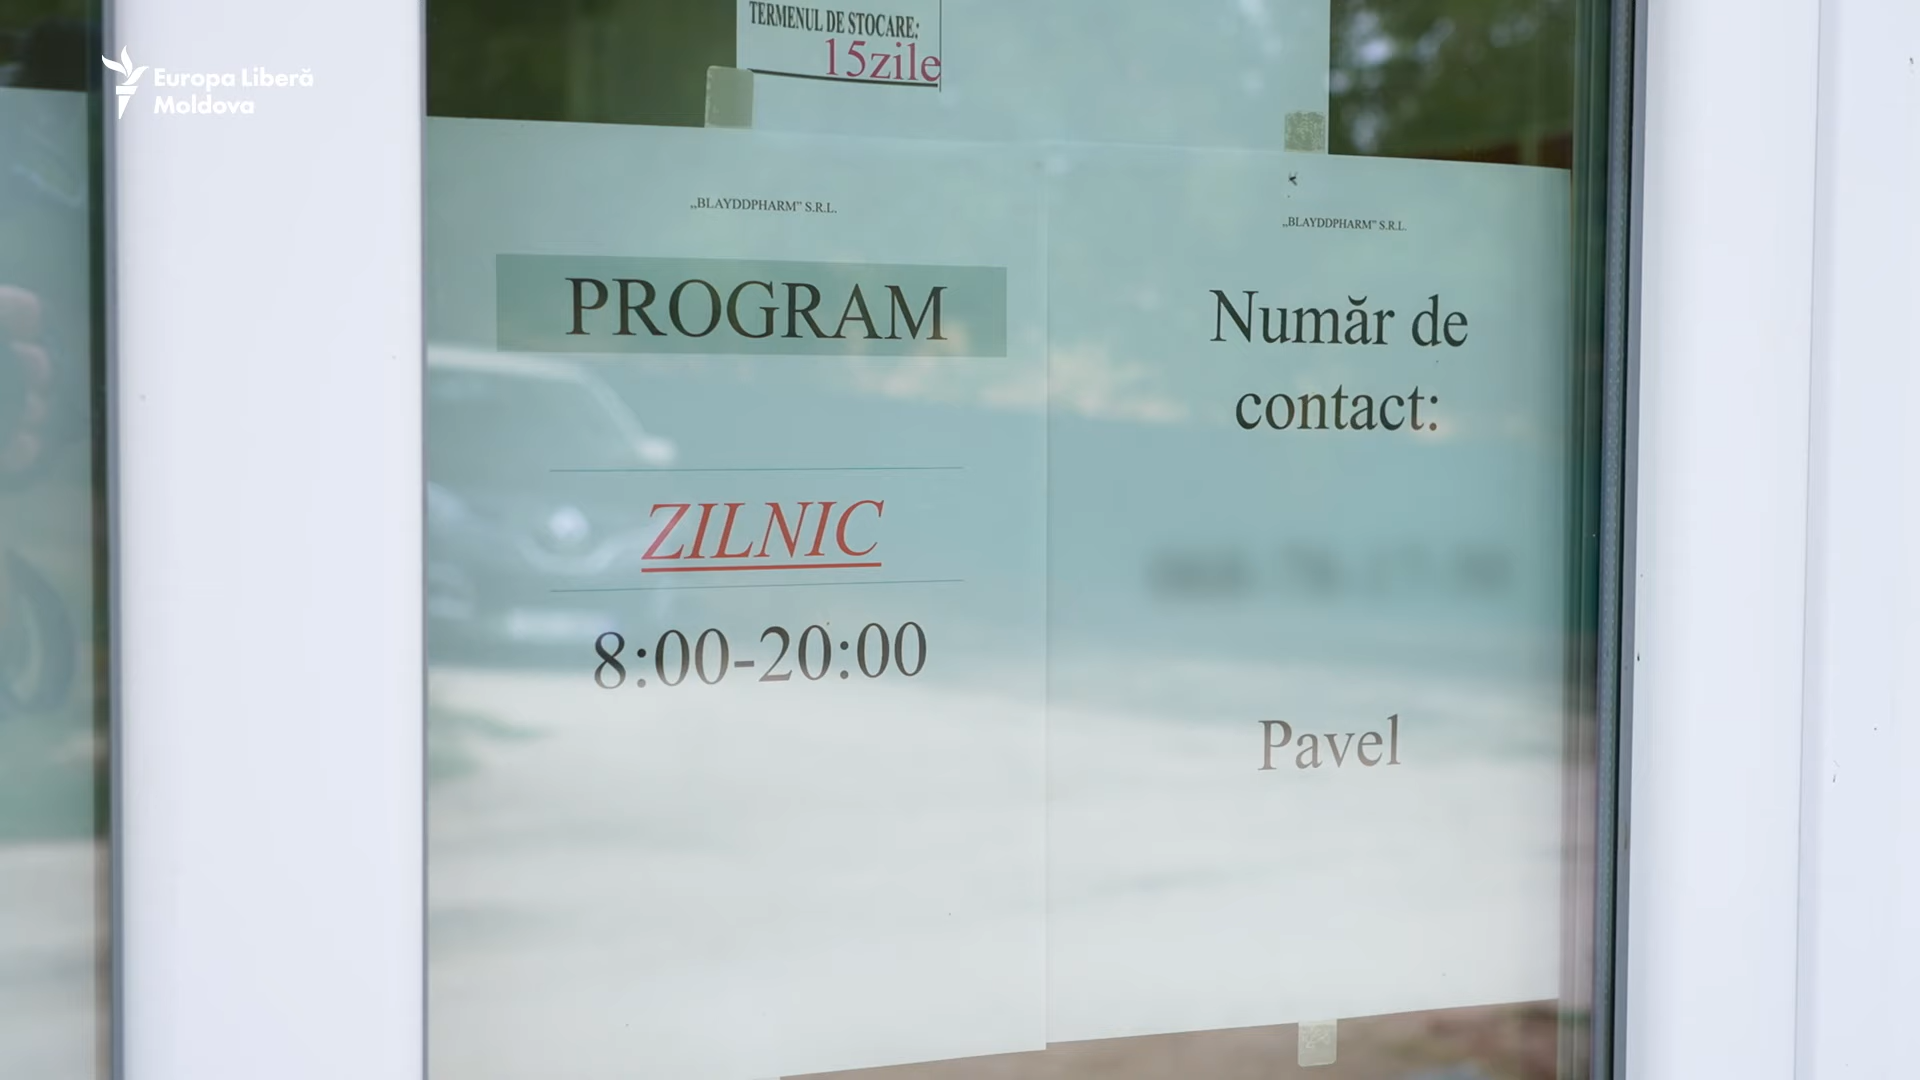 Europa Liberă
Moldova
TERMENUL DE STOCARE:
15zile
„BLAYDDPHARM” S.R.L.
PROGRAM
ZILNIC
8:00-20:00
„BLAYDDPHARM” S.R.L.
Număr de
contact:
Pavel